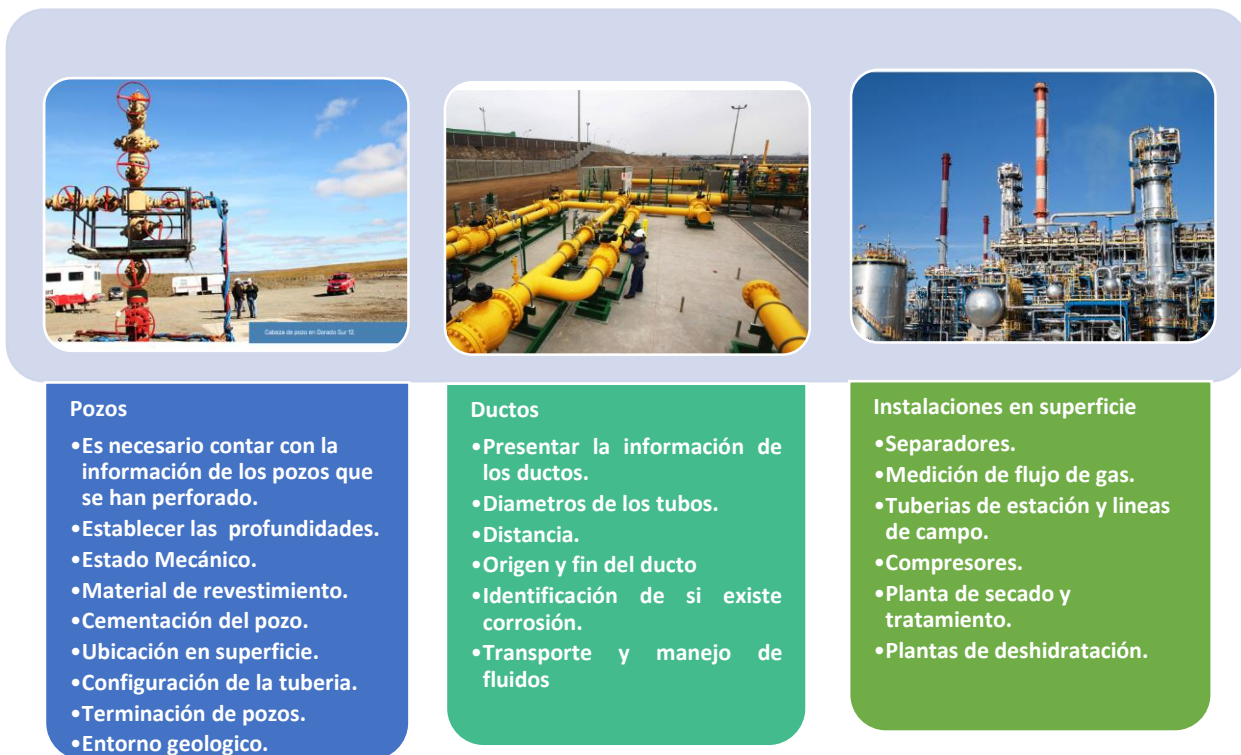 Cabeza de pozo en Dorado Sur 12.
Pozos
•Es necesario contar con la
información de los pozos que
se han perforado.
•Establecer las  profundidades.
•Estado Mecánico.
•Material de revestimiento.
•Cementación del pozo.
•Ubicación en superficie.
•Configuración de la tuberia.
•Terminación de pozos.
•Entorno geologico.
Ductos
•Presentar la información de
los ductos.
•Diametros de los tubos.
•Distancia.
•Origen y fin del ducto
•Identificación de si existe
corrosión.
•Transporte y manejo de
fluidos
Instalaciones en superficie
•Separadores.
•Medición de flujo de gas.
•Tuberias de estación y lineas
de campo.
•Compresores.
•Planta de secado y
tratamiento.
•Plantas de deshidratación.